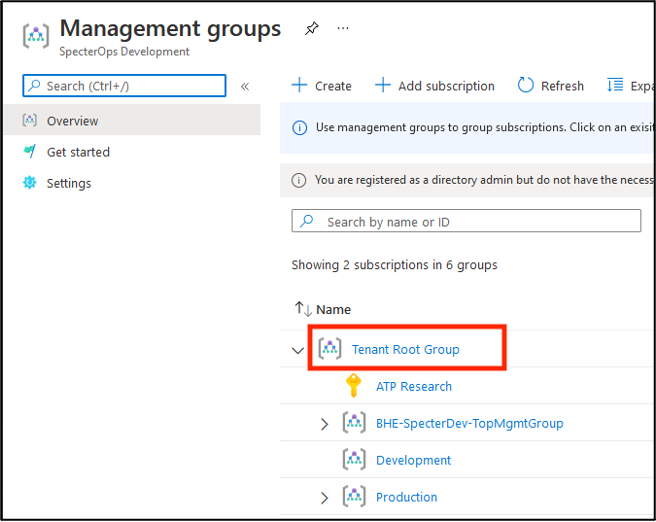 Management groups
SpecterOps Development
Search (Ctrl+/)
«
Overview
Get started
Settings
+ Create + Add subscription Refresh Expa
Use management groups to group subscriptions. Click on an exisit
You are registered as a directory admin but do not have the necess
Search by name or ID
Showing 2 subscriptions in 6 groups
↑↓ Name
Tenant Root Group
ATP Research
BHE-SpecterDev-TopMgmtGroup
Development
Production